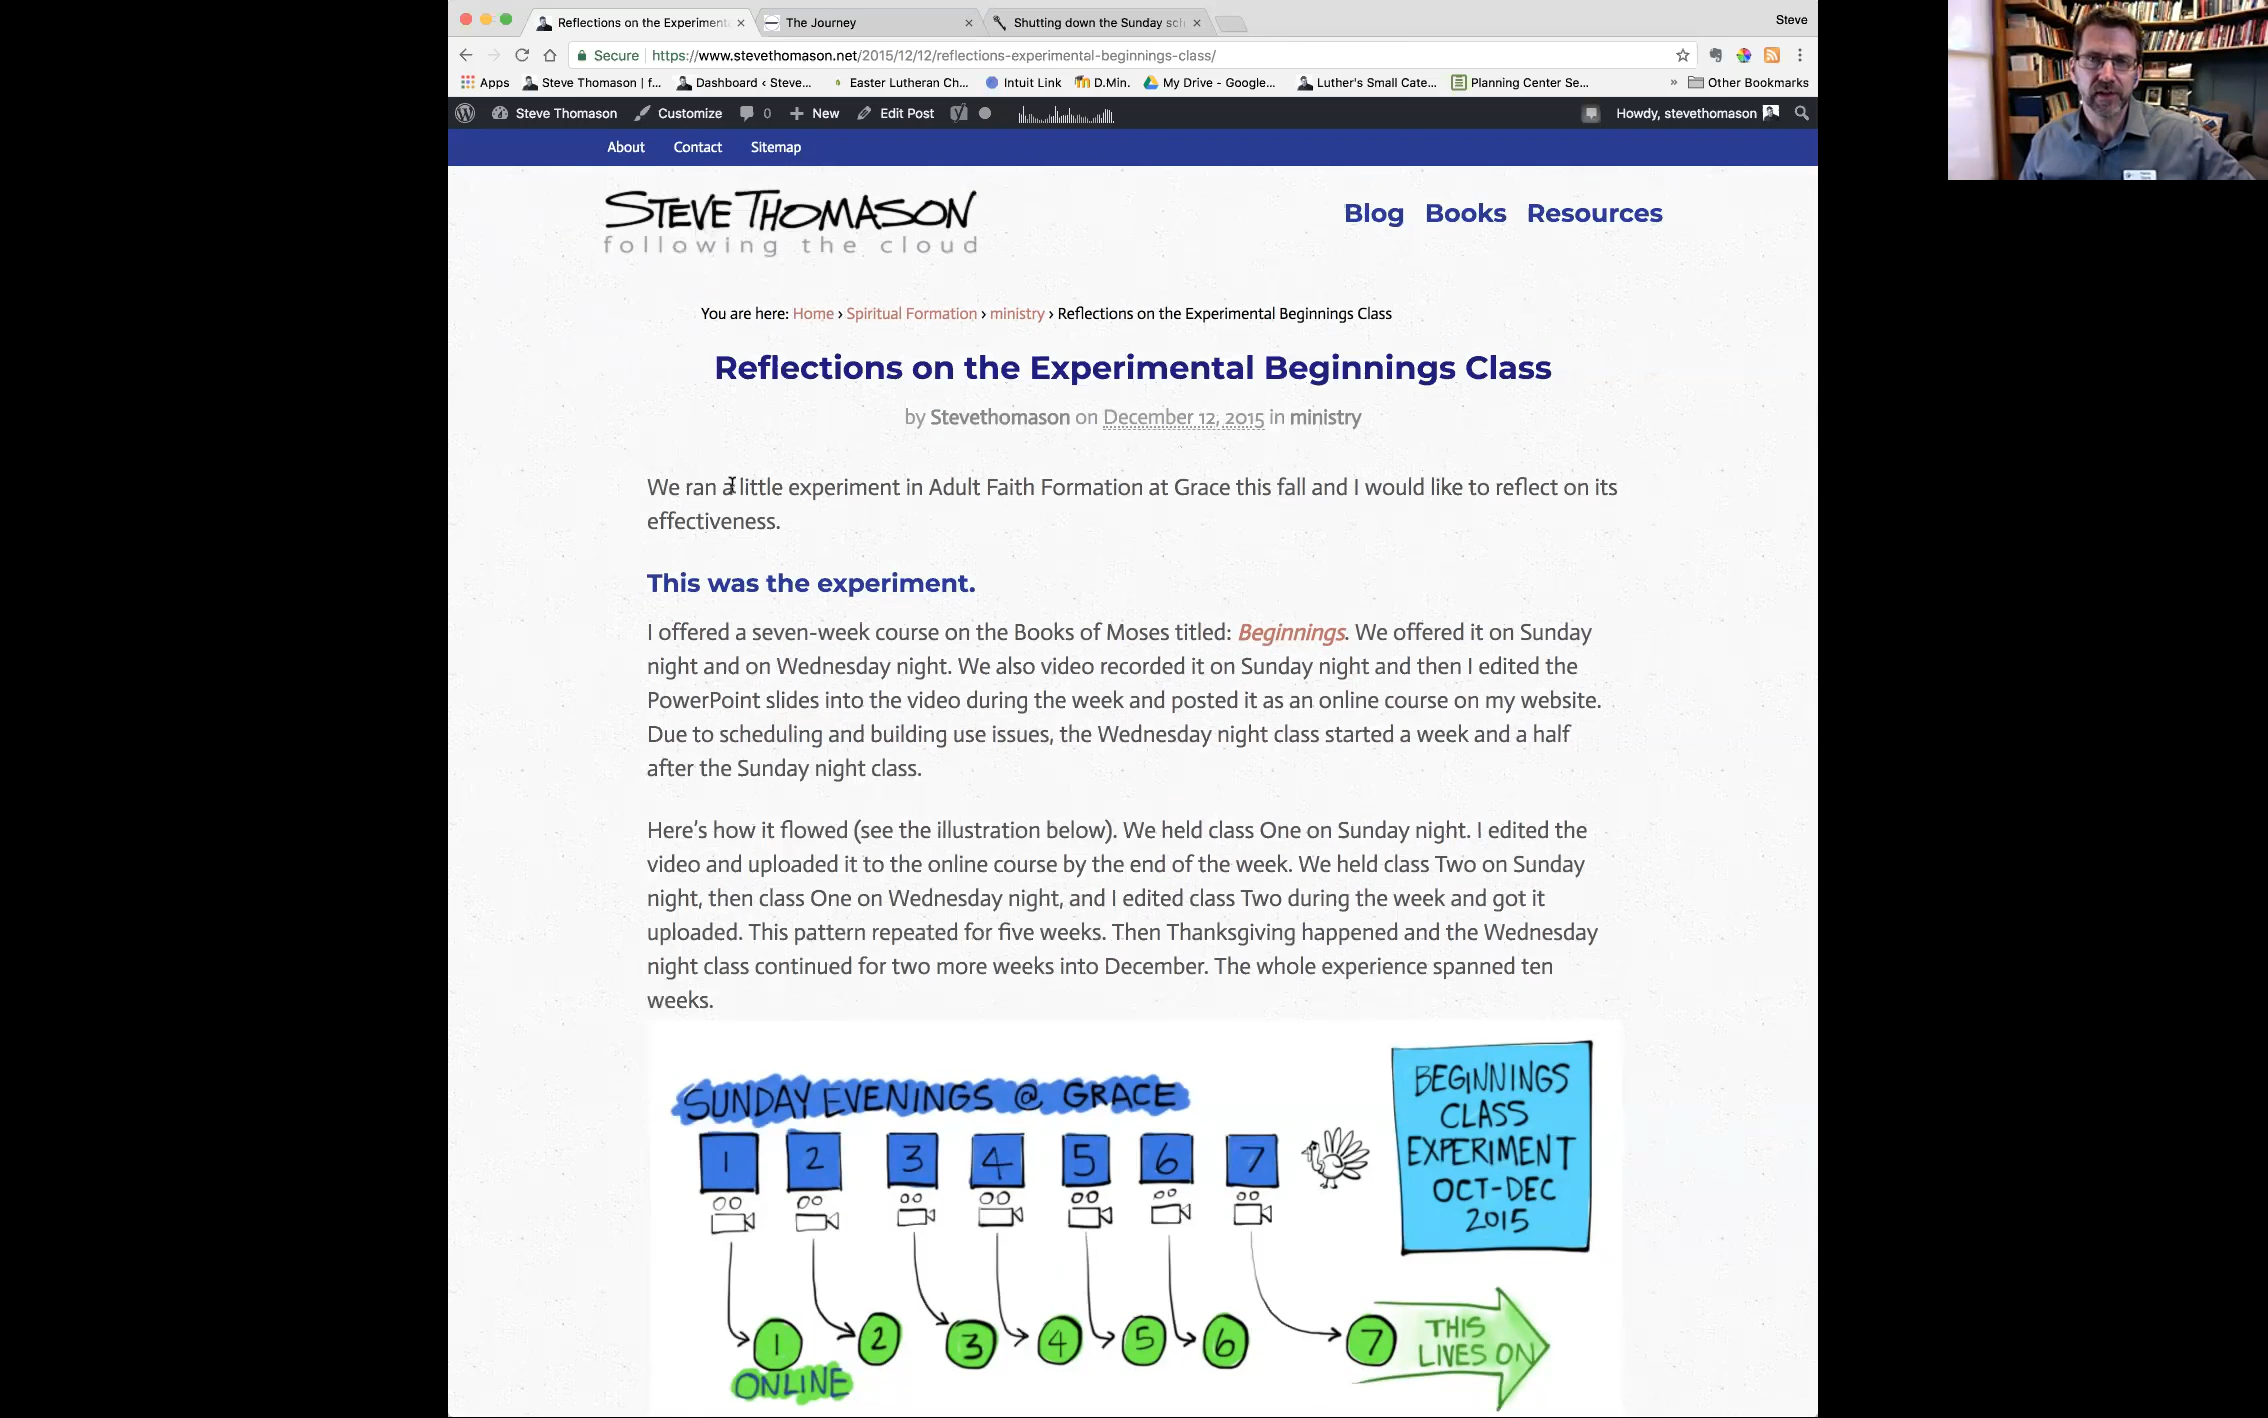 Reflections on the Experiment
The Journey
Shutting down the Sunday sch
Steve
Secure
https://www.stevethomason.net/2015/12/12/reflections-experimental-beginnings-class/
Apps
Steve Thomason | f...
Dashboard ‹ Steve...
Easter Lutheran Ch...
Intuit Link
D.Min.
My Drive - Google...
Luther's Small Cate...
Planning Center Se...
»
Other Bookmarks
Steve Thomason
Customize
0
New
Edit Post
Howdy, stevethomason
About
Contact
Sitemap
STEVE THOMASON
following the cloud
Blog
Books
Resources
You are here: Home › Spiritual Formation › ministry › Reflections on the Experimental Beginnings Class
Reflections on the Experimental Beginnings Class
by Stevethomason on December 12, 2015 in ministry
We ran a little experiment in Adult Faith Formation at Grace this fall and I would like to reflect on its
effectiveness.
This was the experiment.
I offered a seven-week course on the Books of Moses titled: Beginnings. We offered it on Sunday
night and on Wednesday night. We also video recorded it on Sunday night and then I edited the
PowerPoint slides into the video during the week and posted it as an online course on my website.
Due to scheduling and building use issues, the Wednesday night class started a week and a half
after the Sunday night class.
Here's how it flowed (see the illustration below). We held class One on Sunday night. I edited the
video and uploaded it to the online course by the end of the week. We held class Two on Sunday
night, then class One on Wednesday night, and I edited class Two during the week and got it
uploaded. This pattern repeated for five weeks. Then Thanksgiving happened and the Wednesday
night class continued for two more weeks into December. The whole experience spanned ten
weeks.
SUNDAY EVENINGS @ GRACE
1 2 3 4 5 6 7
BEGINNINGS
CLASS
EXPERIMENT
OCT-DEC
2015
1 2 3 4 5 6 7
ONLINE
THIS
LIVES ON